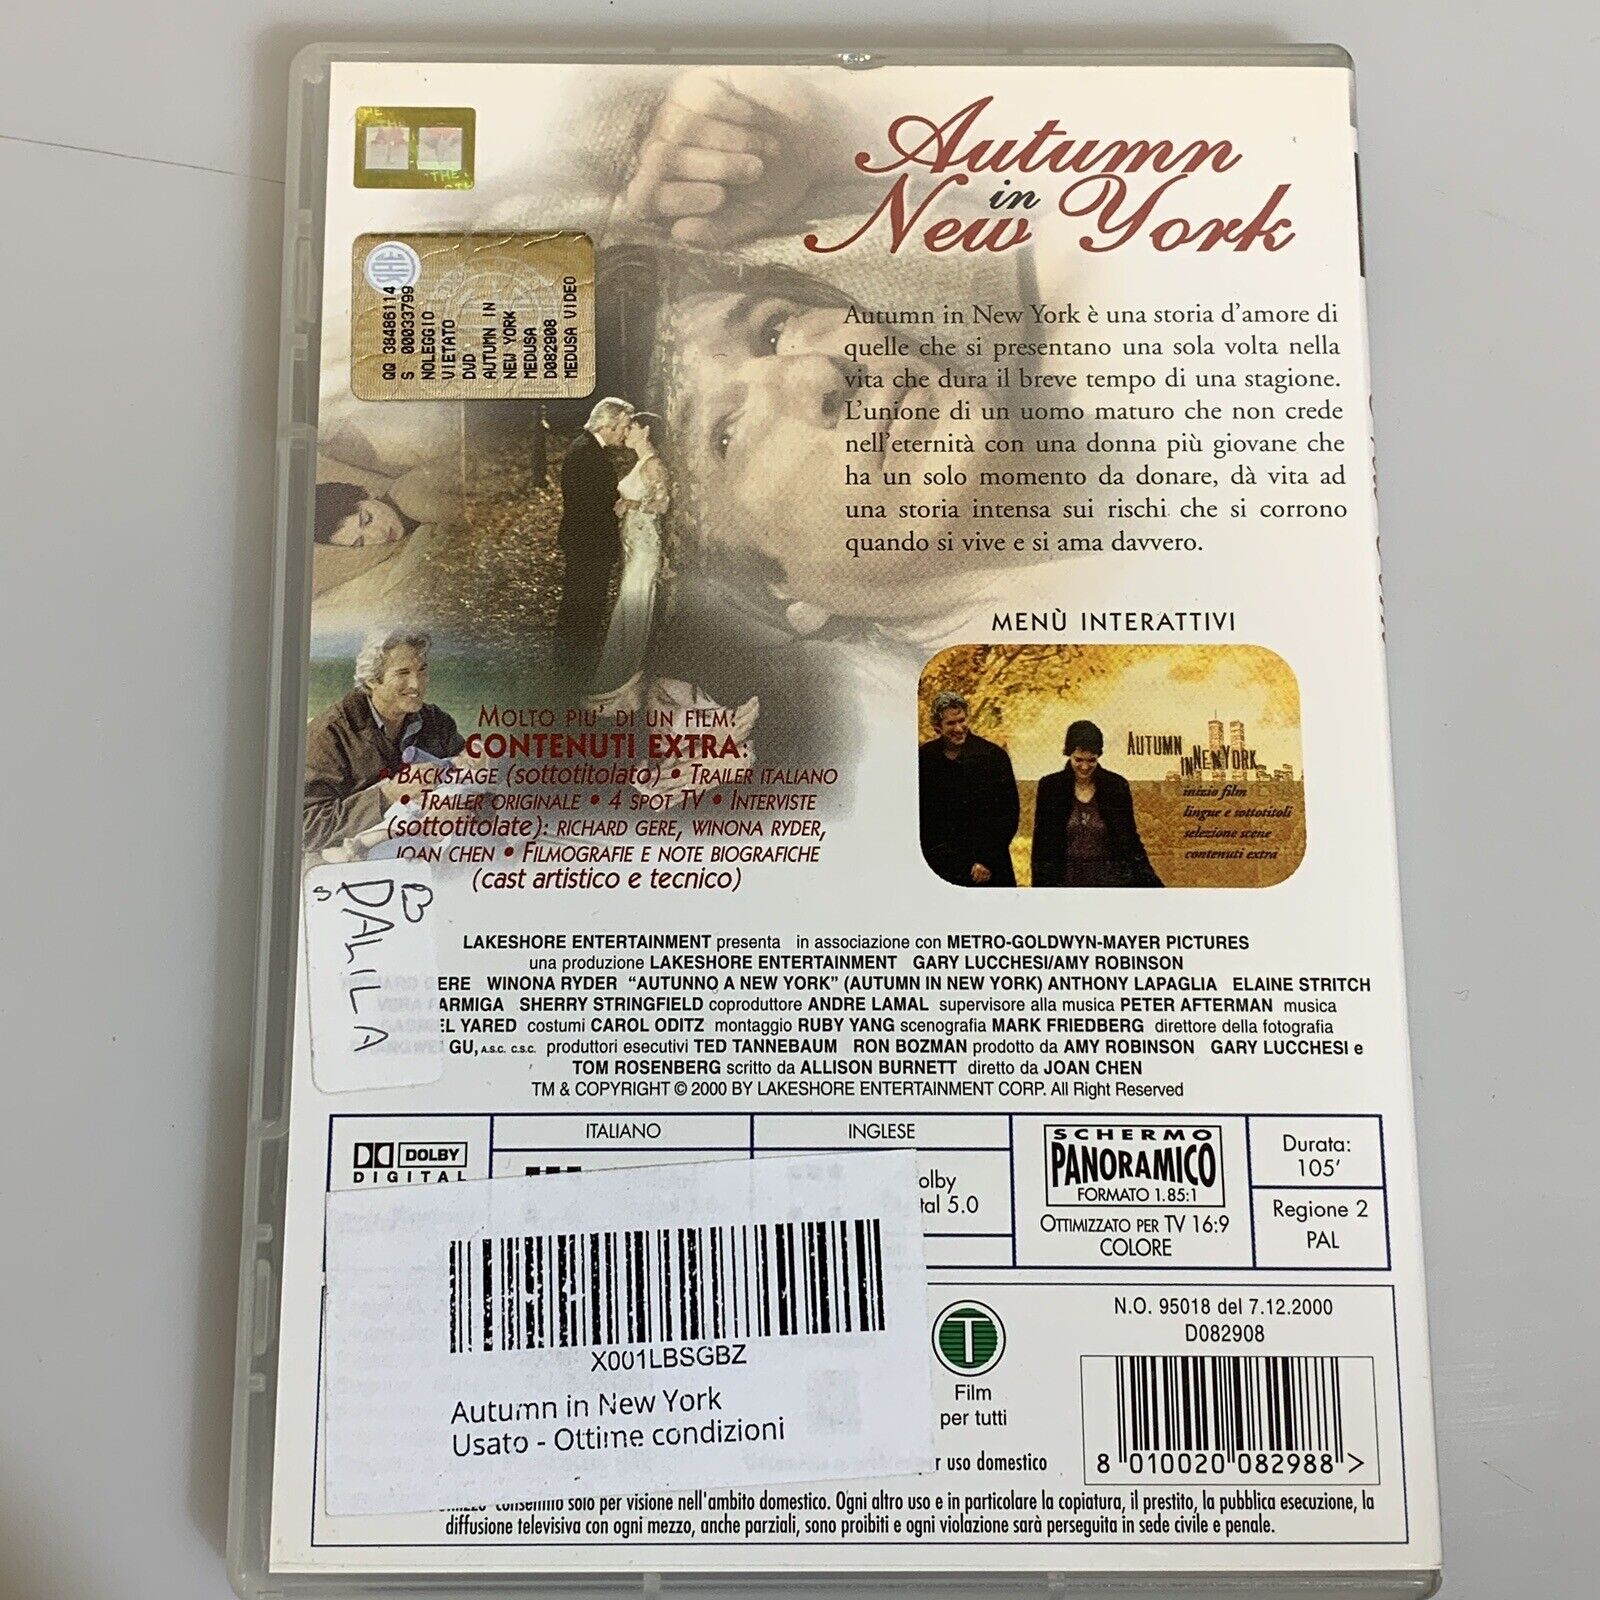 Autumn
in
New York
QQ 38486114
S 00033799
NOLEGGIO
VIETATO
DVD
AUTUMN IN
NEW YORK
MEDUSA
D082908
MEDUSA VIDEO
Autumn in New York è una storia d'amore di
quelle che si presentano una sola volta nella
vita che dura il breve tempo di una stagione.
L'unione di un uomo maturo che non crede
nell'eternità con una donna più giovane che
ha un solo momento da donare, dà vita ad
una storia intensa sui rischi che si corrono
quando si vive e si ama davvero.
MENÙ INTERATTIVI
AUTUMN
IN NEW YORK
inizio film
lingue e sottotitoli
selezione scene
contenuti extra
MOLTO PIU' DI UN FILM:
CONTENUTI EXTRA:
• BACKSTAGE (sottotitolato) • TRAILER ITALIANO
• TRAILER ORIGINALE • 4 SPOT TV • INTERVISTE
(sottotitolate): RICHARD GERE, WINONA RYDER,
JOAN CHEN • FILMOGRAFIE E NOTE BIOGRAFICHE
(cast artistico e tecnico)
DALILA
LAKESHORE ENTERTAINMENT presenta in associazione con METRO-GOLDWYN-MAYER PICTURES
una produzione LAKESHORE ENTERTAINMENT GARY LUCCHESI/AMY ROBINSON
ERE WINONA RYDER "AUTUNNO A NEW YORK" (AUTUMN IN NEW YORK) ANTHONY LAPAGLIA ELAINE STRITCH
ARMIGA SHERRY STRINGFIELD coproduttore ANDRE LAMAL supervisore alla musica PETER AFTERMAN musica
EL YARED costumi CAROL ODITZ montaggio RUBY YANG scenografia MARK FRIEDBERG direttore della fotografia
GU, A.S.C. C.S.C. produttori esecutivi TED TANNEBAUM RON BOZMAN prodotto da AMY ROBINSON GARY LUCCHESI e
TOM ROSENBERG scritto da ALLISON BURNETT diretto da JOAN CHEN
TM & COPYRIGHT © 2000 BY LAKESHORE ENTERTAINMENT CORP. All Right Reserved
DOLBY
DIGITAL
ITALIANO
INGLESE
olby
tal 5.0
SCHERMO
PANORAMICO
FORMATO 1.85:1
OTTIMIZZATO PER TV 16:9
COLORE
Durata:
105'
Regione 2
PAL
X001LBSGBZ
Autumn in New York
Usato - Ottime condizioni
T
Film
per tutti
r uso domestico
N.O. 95018 del 7.12.2000
D082908
8 010020 082988 >
consentito solo per visione nell'ambito domestico. Ogni altro uso e in particolare la copiatura, il prestito, la pubblica esecuzione, la
diffusione televisiva con ogni mezzo, anche parziali, sono proibiti e ogni violazione sarà perseguita in sede civile e penale.